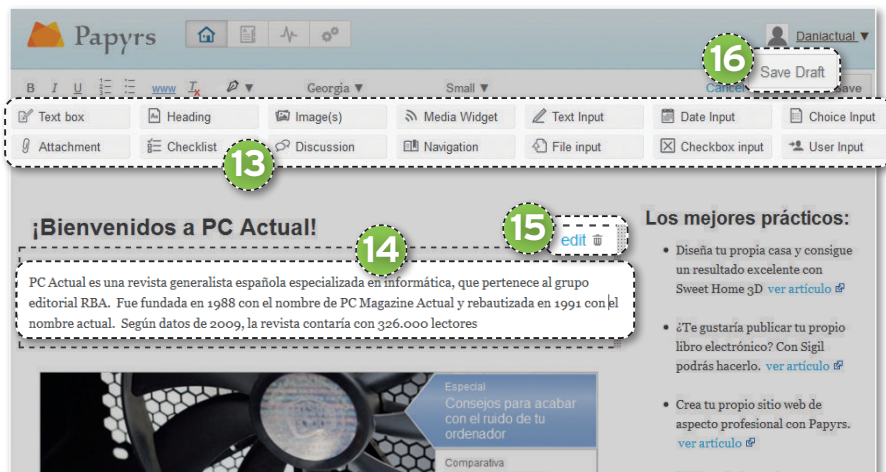 Papyrs
Daniactual ▼
16
Save Draft
B I U www Tx ▼ Georgia ▼ Small ▼ Cancel Save
Text box Heading Image(s) Media Widget Text Input Date Input Choice Input
Attachment Checklist Discussion Navigation File input Checkbox input User Input
13
¡Bienvenidos a PC Actual!
14
15
edit
PC Actual es una revista generalista española especializada en informática, que pertenece al grupo
editorial RBA. Fue fundada en 1988 con el nombre de PC Magazine Actual y rebautizada en 1991 con el
nombre actual. Según datos de 2009, la revista contaría con 326.000 lectores
Especial
Consejos para acabar
con el ruido de tu
ordenador
Comparativa
Los mejores prácticos:
• Diseña tu propia casa y consigue
un resultado excelente con
Sweet Home 3D ver artículo
• ¿Te gustaría publicar tu propio
libro electrónico? Con Sigil
podrás hacerlo. ver artículo
• Crea tu propio sitio web de
aspecto profesional con Papyrs.
ver artículo